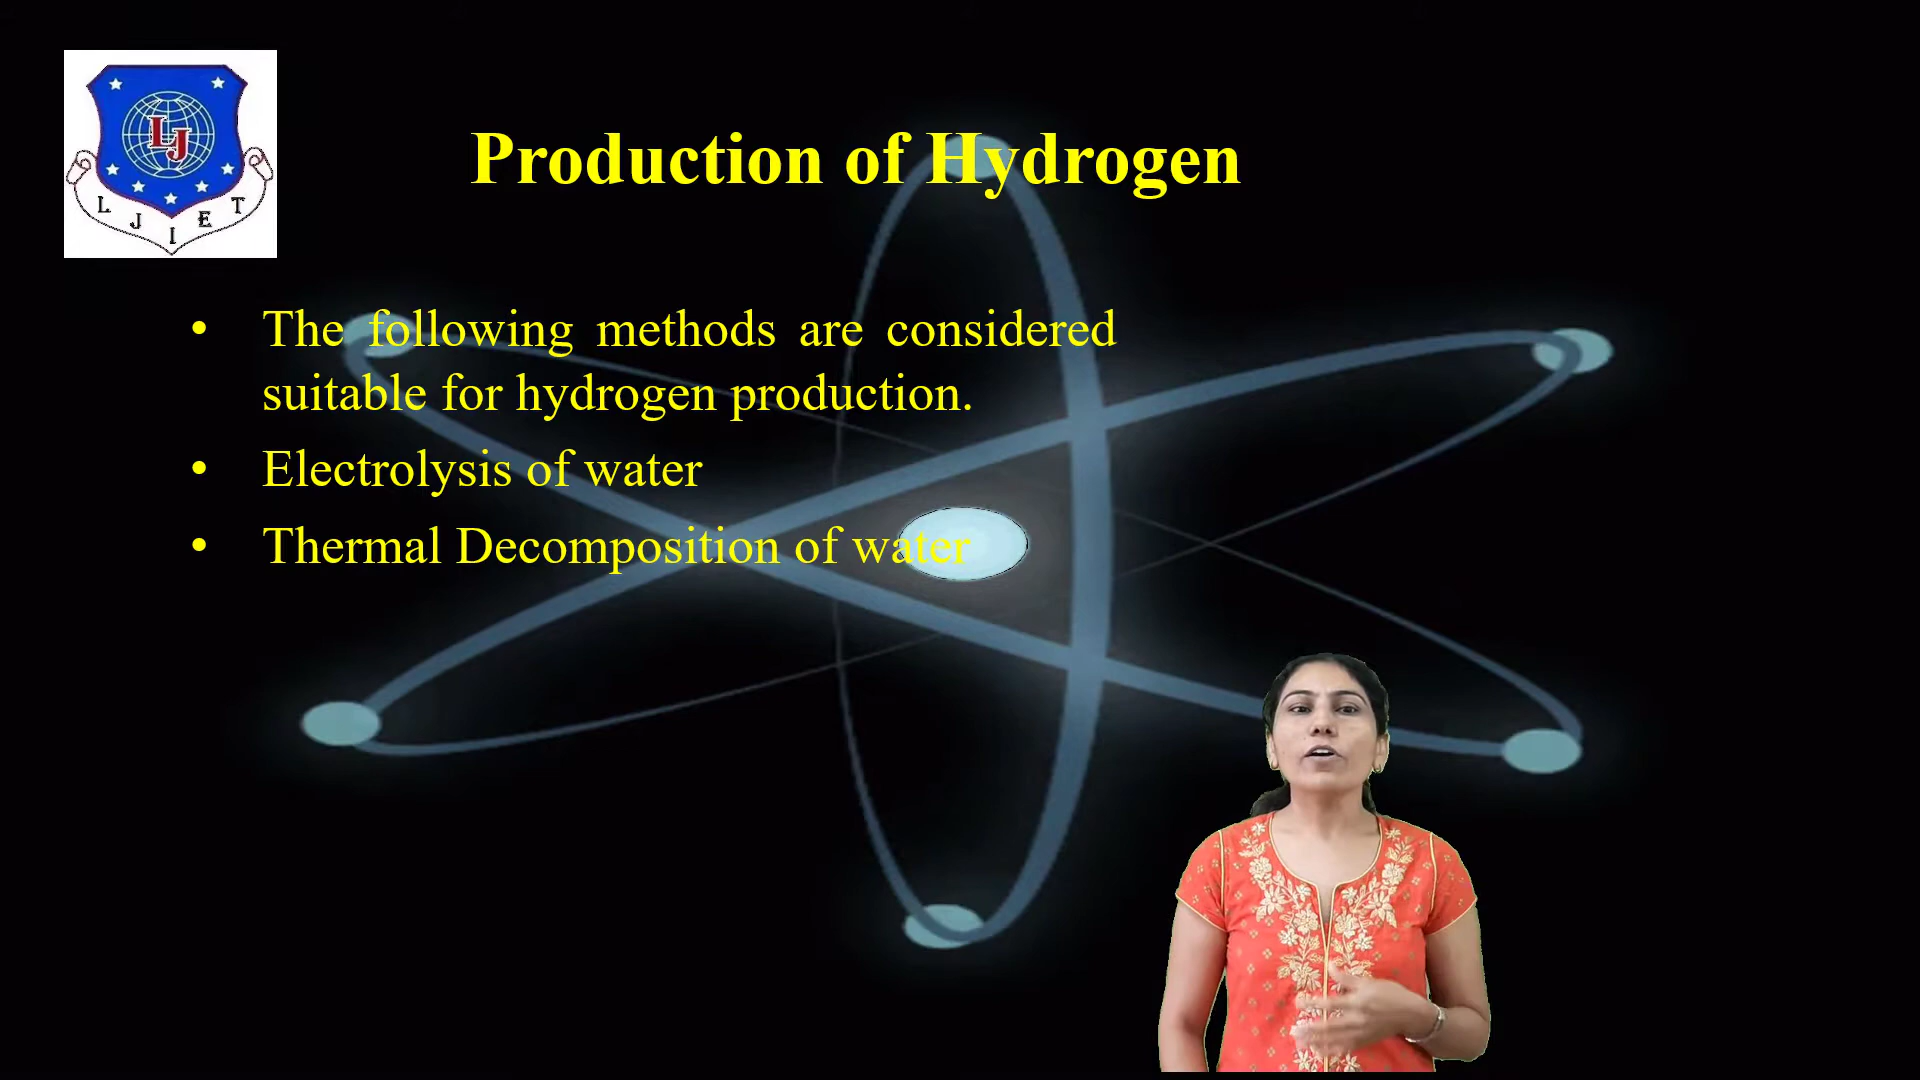 LJ
L J I E T
Production of Hydrogen
• The following methods are considered
suitable for hydrogen production.
• Electrolysis of water
• Thermal Decomposition of water